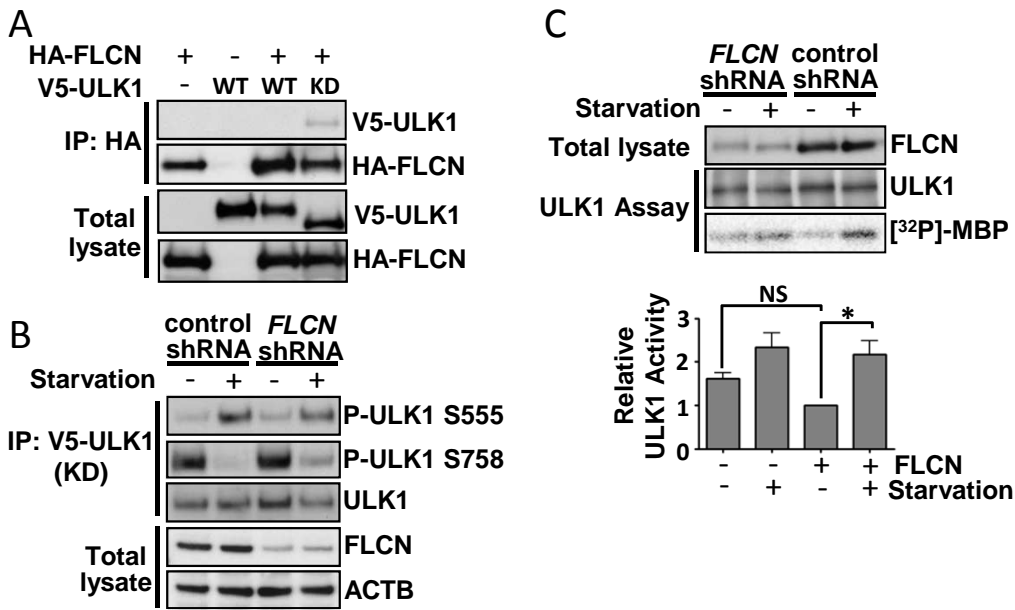 A
HA-FLCN + - + +
V5-ULK1 - WT WT KD
IP: HA
V5-ULK1
HA-FLCN
Total lysate
V5-ULK1
HA-FLCN
B
control shRNA
FLCN shRNA
Starvation - + - +
IP: V5-ULK1 (KD)
P-ULK1 S555
P-ULK1 S758
ULK1
Total lysate
FLCN
ACTB
C
FLCN shRNA
control shRNA
Starvation - + - +
Total lysate
FLCN
ULK1 Assay
ULK1
[³²P]-MBP
Relative ULK1 Activity
3
2
1
0
NS
*
- - + + FLCN
- + - + Starvation